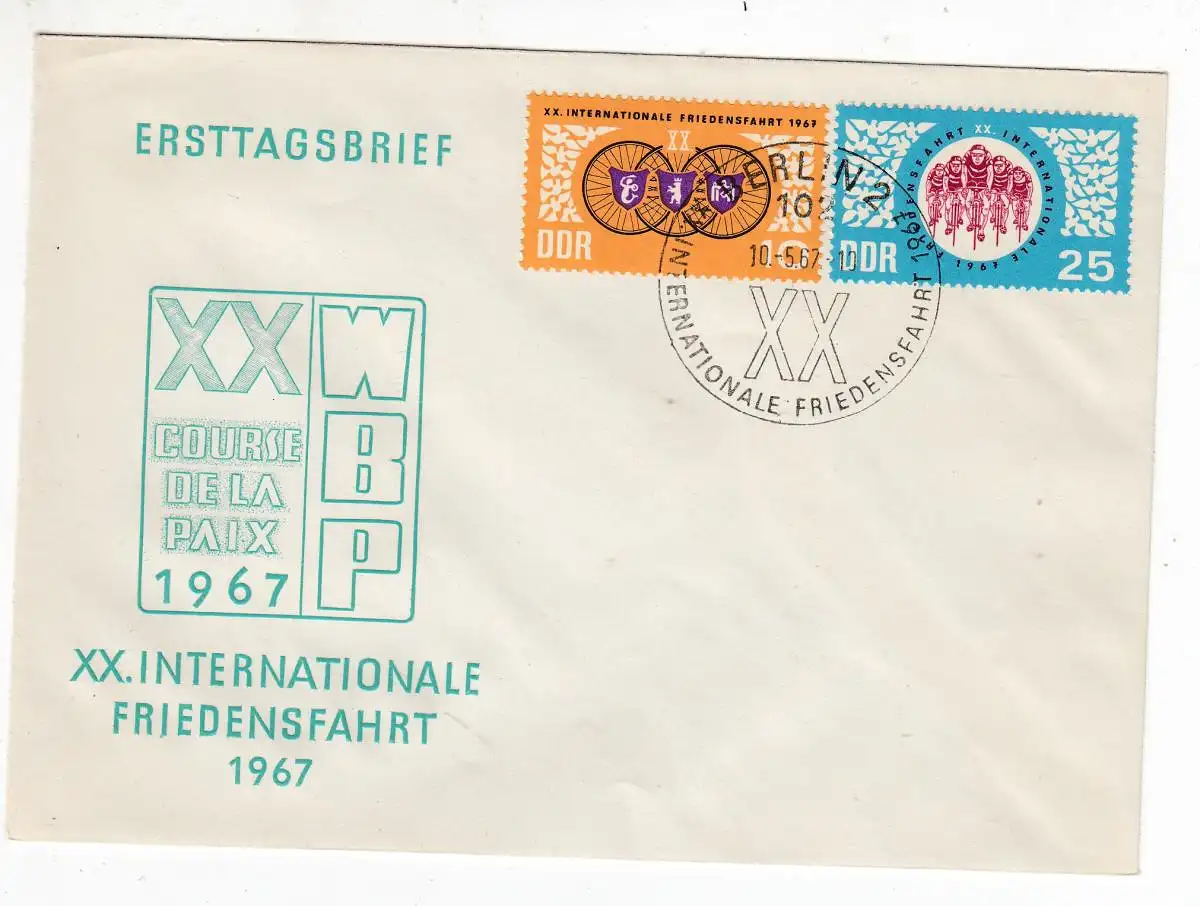 ERSTTAGSBRIEF
XX. INTERNATIONALE FRIEDENSFAHRT 1967
XX
DDR
10
FRIEDENSFAHRT XX. INTERNATIONALE 1967
DDR
25
BERLIN 2
102
10.-5.67-10
XX
INTERNATIONALE FRIEDENSFAHRT 1967
XX
COURSE
DE LA
PAIX
1967
W
B
P
XX. INTERNATIONALE
FRIEDENSFAHRT
1967